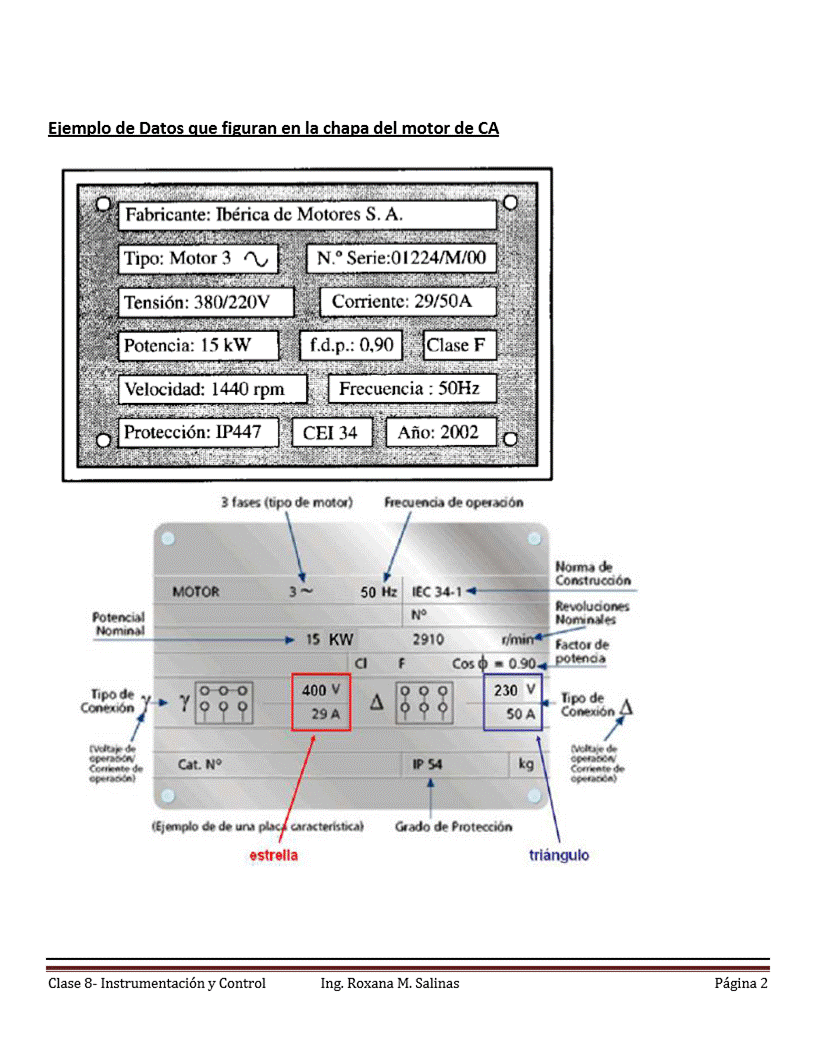 Ejemplo de Datos que figuran en la chapa del motor de CA
Fabricante: Ibérica de Motores S. A.
Tipo: Motor 3 ∿ N.º Serie:01224/M/00
Tensión: 380/220V Corriente: 29/50A
Potencia: 15 kW f.d.p.: 0,90 Clase F
Velocidad: 1440 rpm Frecuencia : 50Hz
Protección: IP447 CEI 34 Año: 2002
3 fases (tipo de motor) Frecuencia de operación
Norma de
Construcción
MOTOR 3 ~ 50 Hz IEC 34-1
Revoluciones
Nominales
Nº
Potencial
Nominal
15 KW 2910 r/min
Factor de
potencia
Cl F Cos ϕ = 0.90
Tipo de
Conexión γ
γ 400 V Δ 230 V
29 A 50 A
Tipo de
Conexión Δ
(Voltaje de
operación/
Corriente de
operación)
(Voltaje de
operación/
Corriente de
operación)
Cat. Nº IP 54 kg
(Ejemplo de de una placa característica) Grado de Protección
estrella triángulo
Clase 8- Instrumentación y Control Ing. Roxana M. Salinas Página 2